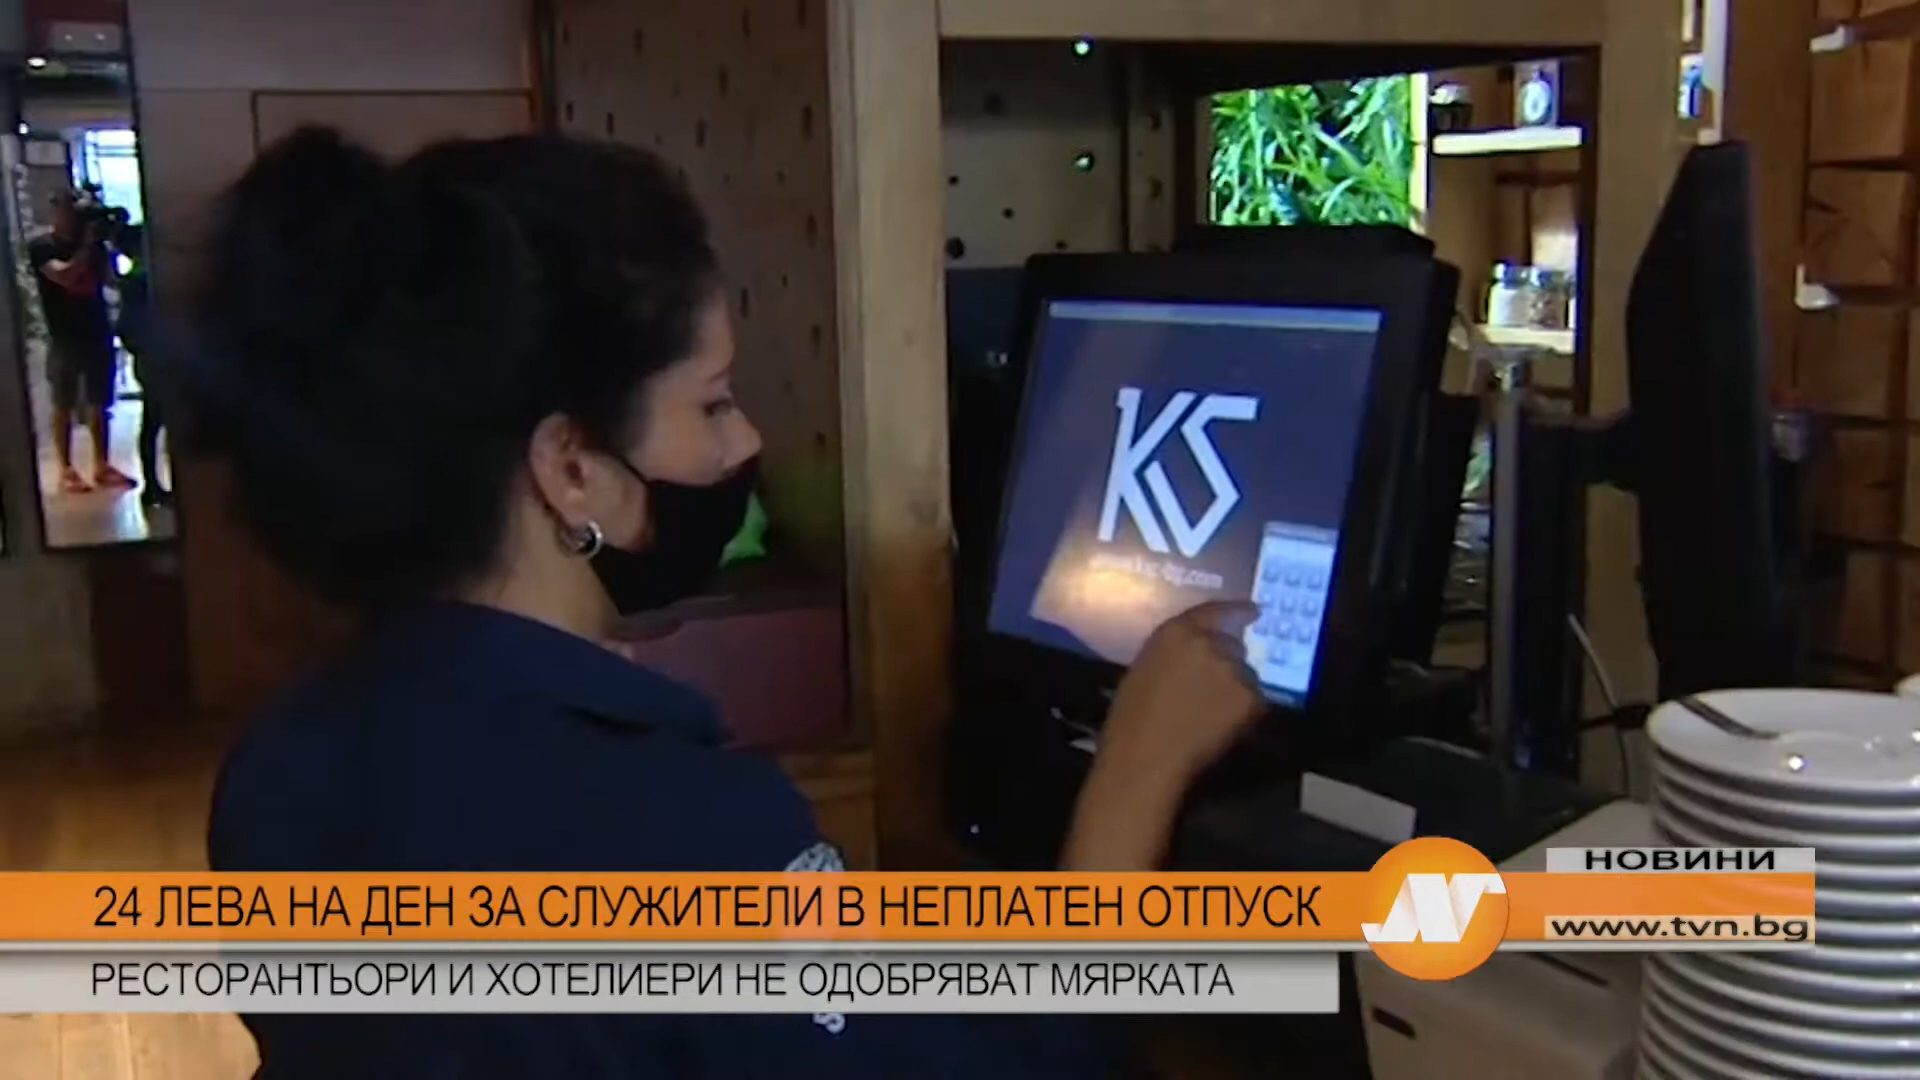 KS
24 ЛЕВА НА ДЕН ЗА СЛУЖИТЕЛИ В НЕПЛАТЕН ОТПУСК
РЕСТОРАНТЬОРИ И ХОТЕЛИЕРИ НЕ ОДОБРЯВАТ МЯРКАТА
НОВИНИ
www.tvn.bg